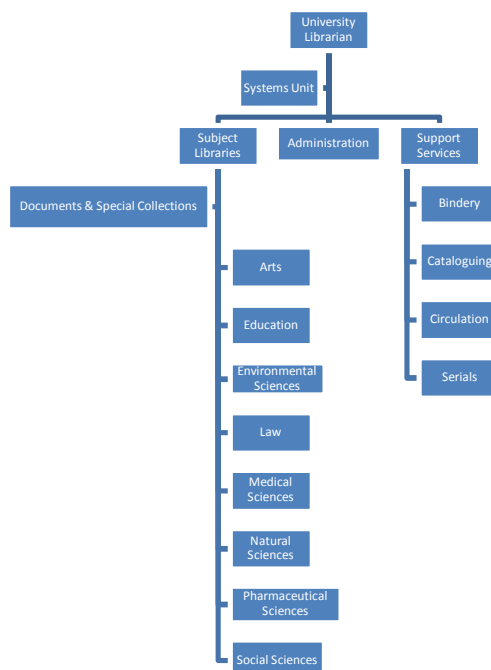 University
Librarian
Systems Unit
Subject
Libraries
Administration
Support
Services
Documents & Special Collections
Bindery
Arts
Cataloguing
Education
Circulation
Environmental
Sciences
Serials
Law
Medical
Sciences
Natural
Sciences
Pharmaceutical
Sciences
Social Sciences